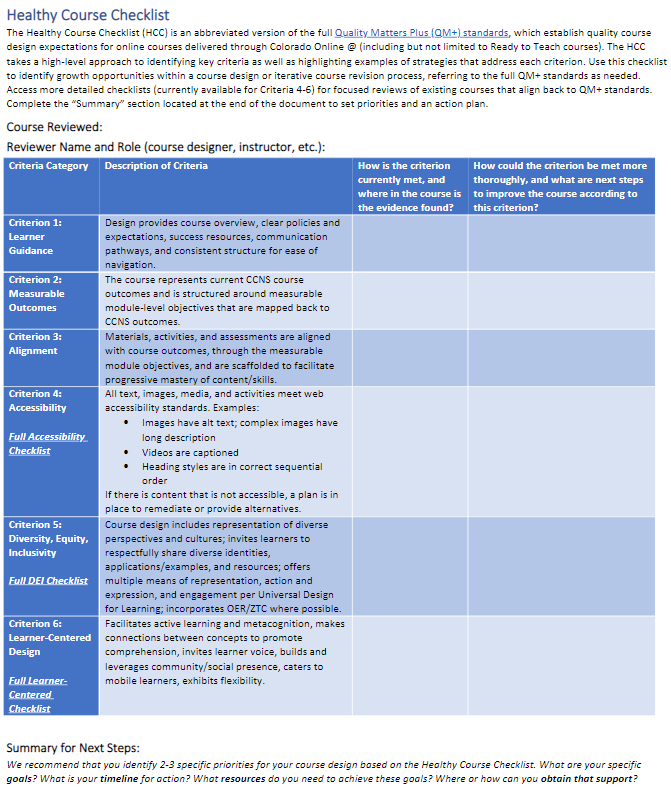 Healthy Course Checklist
The Healthy Course Checklist (HCC) is an abbreviated version of the full Quality Matters Plus (QM+) standards, which establish quality course
design expectations for online courses delivered through Colorado Online @ (including but not limited to Ready to Teach courses). The HCC
takes a high-level approach to identifying key criteria as well as highlighting examples of strategies that address each criterion. Use this checklist
to identify growth opportunities within a course design or iterative course revision process, referring to the full QM+ standards as needed.
Access more detailed checklists (currently available for Criteria 4-6) for focused reviews of existing courses that align back to QM+ standards.
Complete the “Summary” section located at the end of the document to set priorities and an action plan.
Course Reviewed:
Reviewer Name and Role (course designer, instructor, etc.):
Criteria Category
Description of Criteria
How is the criterion
currently met, and
where in the course is
the evidence found?
How could the criterion be met more
thoroughly, and what are next steps
to improve the course according to
this criterion?
Criterion 1:
Learner
Guidance
Design provides course overview, clear policies and
expectations, success resources, communication
pathways, and consistent structure for ease of
navigation.
Criterion 2:
Measurable
Outcomes
The course represents current CCNS course
outcomes and is structured around measurable
module-level objectives that are mapped back to
CCNS outcomes.
Criterion 3:
Alignment
Materials, activities, and assessments are aligned
with course outcomes, through the measurable
module objectives, and are scaffolded to facilitate
progressive mastery of content/skills.
Criterion 4:
Accessibility
Full Accessibility
Checklist
All text, images, media, and activities meet web
accessibility standards. Examples:
• Images have alt text; complex images have
long description
• Videos are captioned
• Heading styles are in correct sequential
order
If there is content that is not accessible, a plan is in
place to remediate or provide alternatives.
Criterion 5:
Diversity, Equity,
Inclusivity
Full DEI Checklist
Course design includes representation of diverse
perspectives and cultures; invites learners to
respectfully share diverse identities,
applications/examples, and resources; offers
multiple means of representation, action and
expression, and engagement per Universal Design
for Learning; incorporates OER/ZTC where possible.
Criterion 6:
Learner-Centered
Design
Full Learner-
Centered
Checklist
Facilitates active learning and metacognition, makes
connections between concepts to promote
comprehension, invites learner voice, builds and
leverages community/social presence, caters to
mobile learners, exhibits flexibility.
Summary for Next Steps:
We recommend that you identify 2-3 specific priorities for your course design based on the Healthy Course Checklist. What are your specific
goals? What is your timeline for action? What resources do you need to achieve these goals? Where or how can you obtain that support?